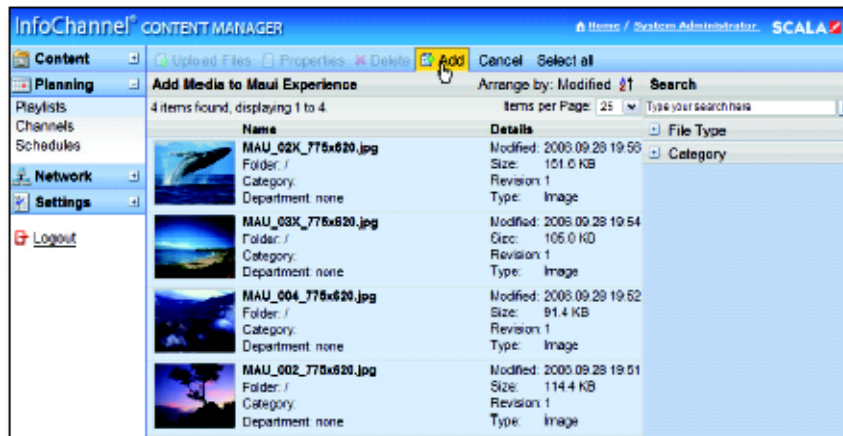 InfoChannel® CONTENT MANAGER
Home / System Administrator
SCALA
Content
Upload Files Properties Delete Add Cancel Select all
Planning
Add Media to Maui Experience
Arrange by: Modified
Search
Playlists
4 items found, displaying 1 to 4.
Items per Page: 25
Type your search here
Channels
Name
Details
File Type
Schedules
MAU_02X_775x620.jpg
Modified: 2006.09.28 19:56
Category
Folder: /
Size: 161.6 KB
Network
Category:
Revision: 1
Department: none
Type: Image
Settings
MAU_03X_775x620.jpg
Modified: 2006.09.28 19:54
Logout
Folder: /
Size: 105.0 KB
Category:
Revision: 1
Department: none
Type: Image
MAU_004_775x620.jpg
Modified: 2006.09.28 19:52
Folder: /
Size: 91.4 KB
Category:
Revision: 1
Department: none
Type: Image
MAU_002_775x620.jpg
Modified: 2006.09.28 19:51
Folder: /
Size: 114.4 KB
Category:
Revision: 1
Department: none
Type: Image